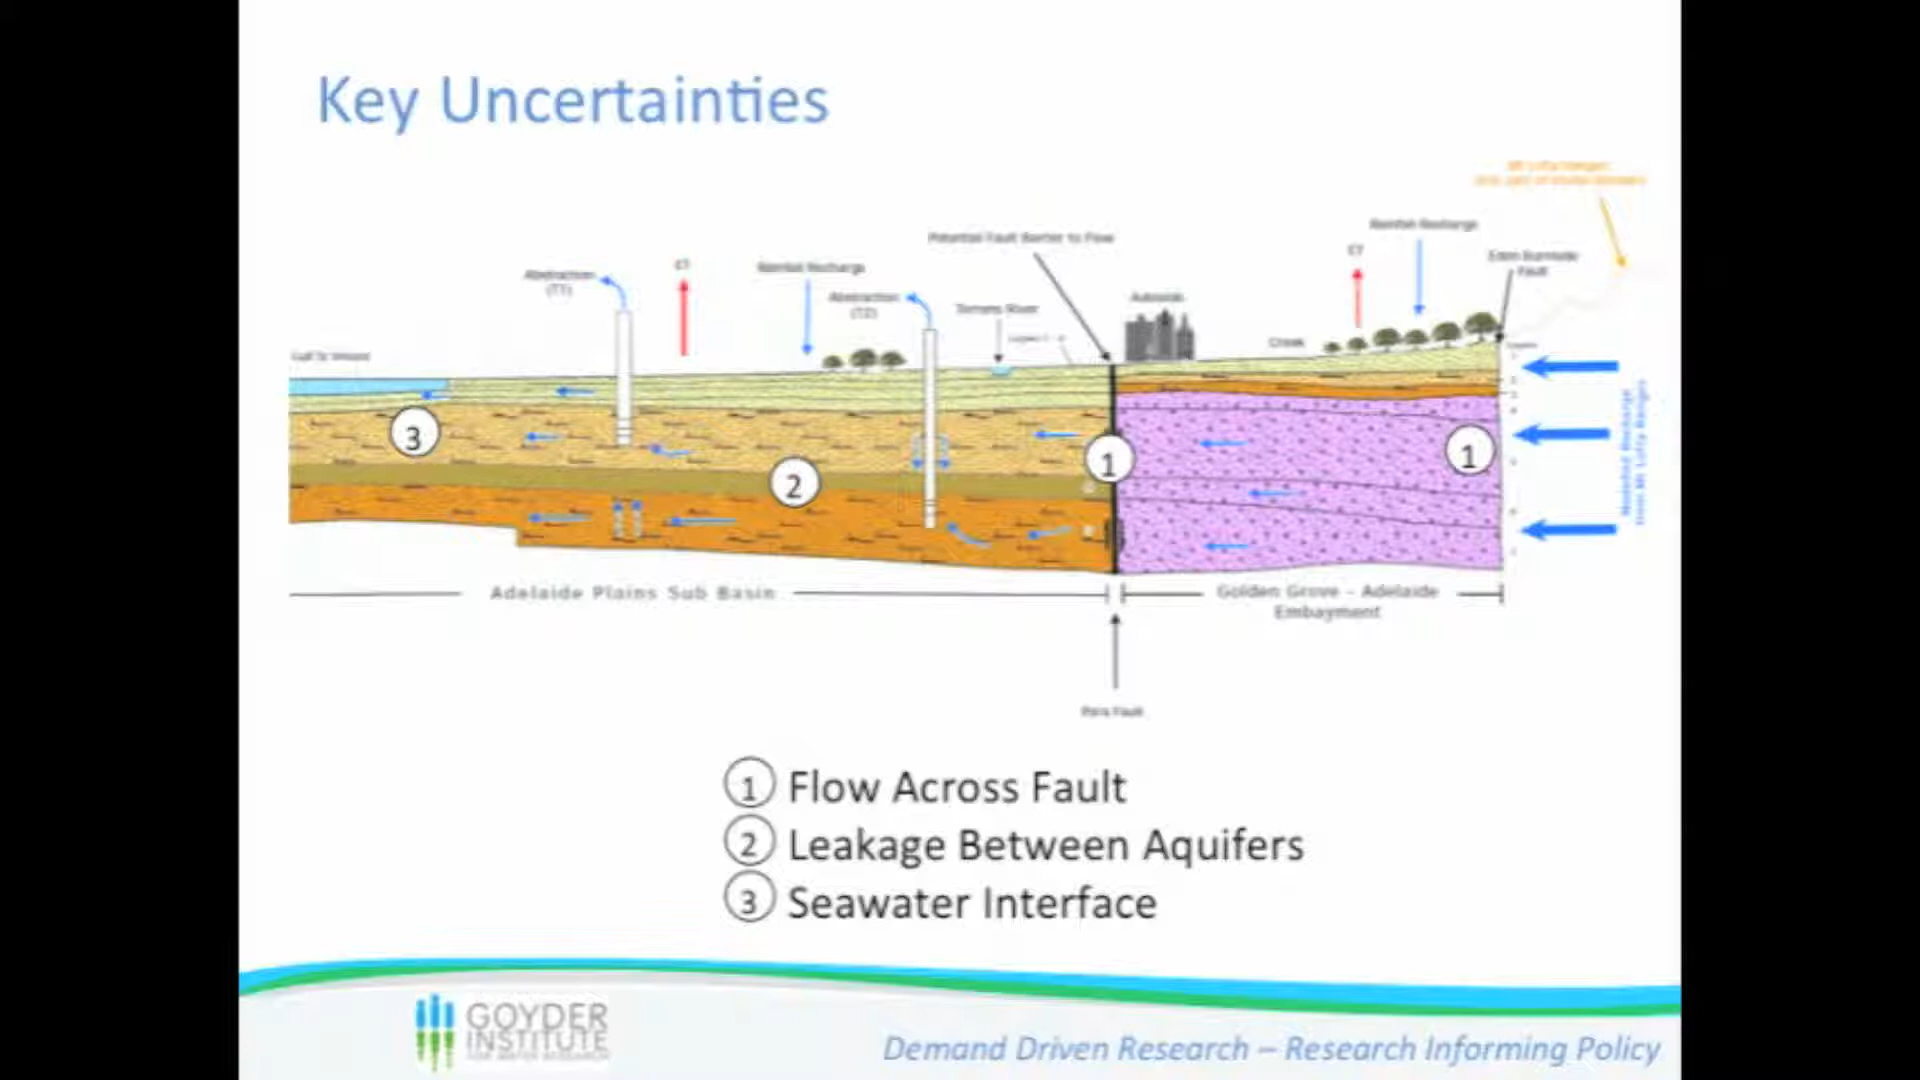 Key Uncertainties
Potential Fault Barrier to Flow
Rainfall Recharge
ET
Eden Burnside
Fault
Abstraction
(T1)
ET
Rainfall Recharge
Abstraction
(T2)
Torrens River
Adelaide
Creek
Gulf St Vincent
3
2
1
1
Adelaide Plains Sub Basin
Golden Grove - Adelaide
Embayment
Para Fault
1 Flow Across Fault
2 Leakage Between Aquifers
3 Seawater Interface
GOYDER
INSTITUTE
FOR WATER RESEARCH
Demand Driven Research – Research Informing Policy